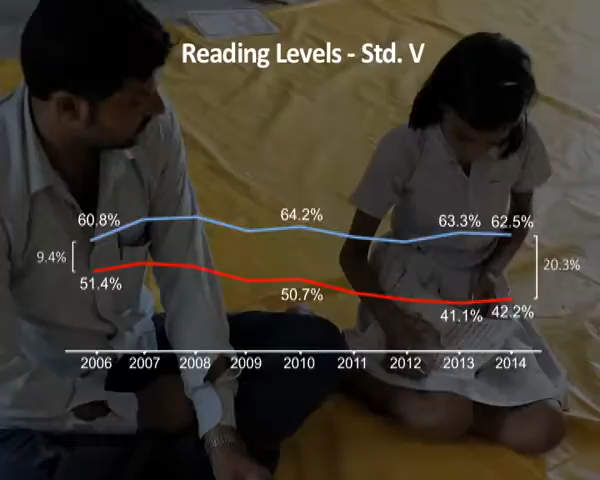 Reading Levels - Std. V
60.8% 64.2% 63.3% 62.5%
9.4% 20.3%
51.4% 50.7% 41.1% 42.2%
2006 2007 2008 2009 2010 2011 2012 2013 2014